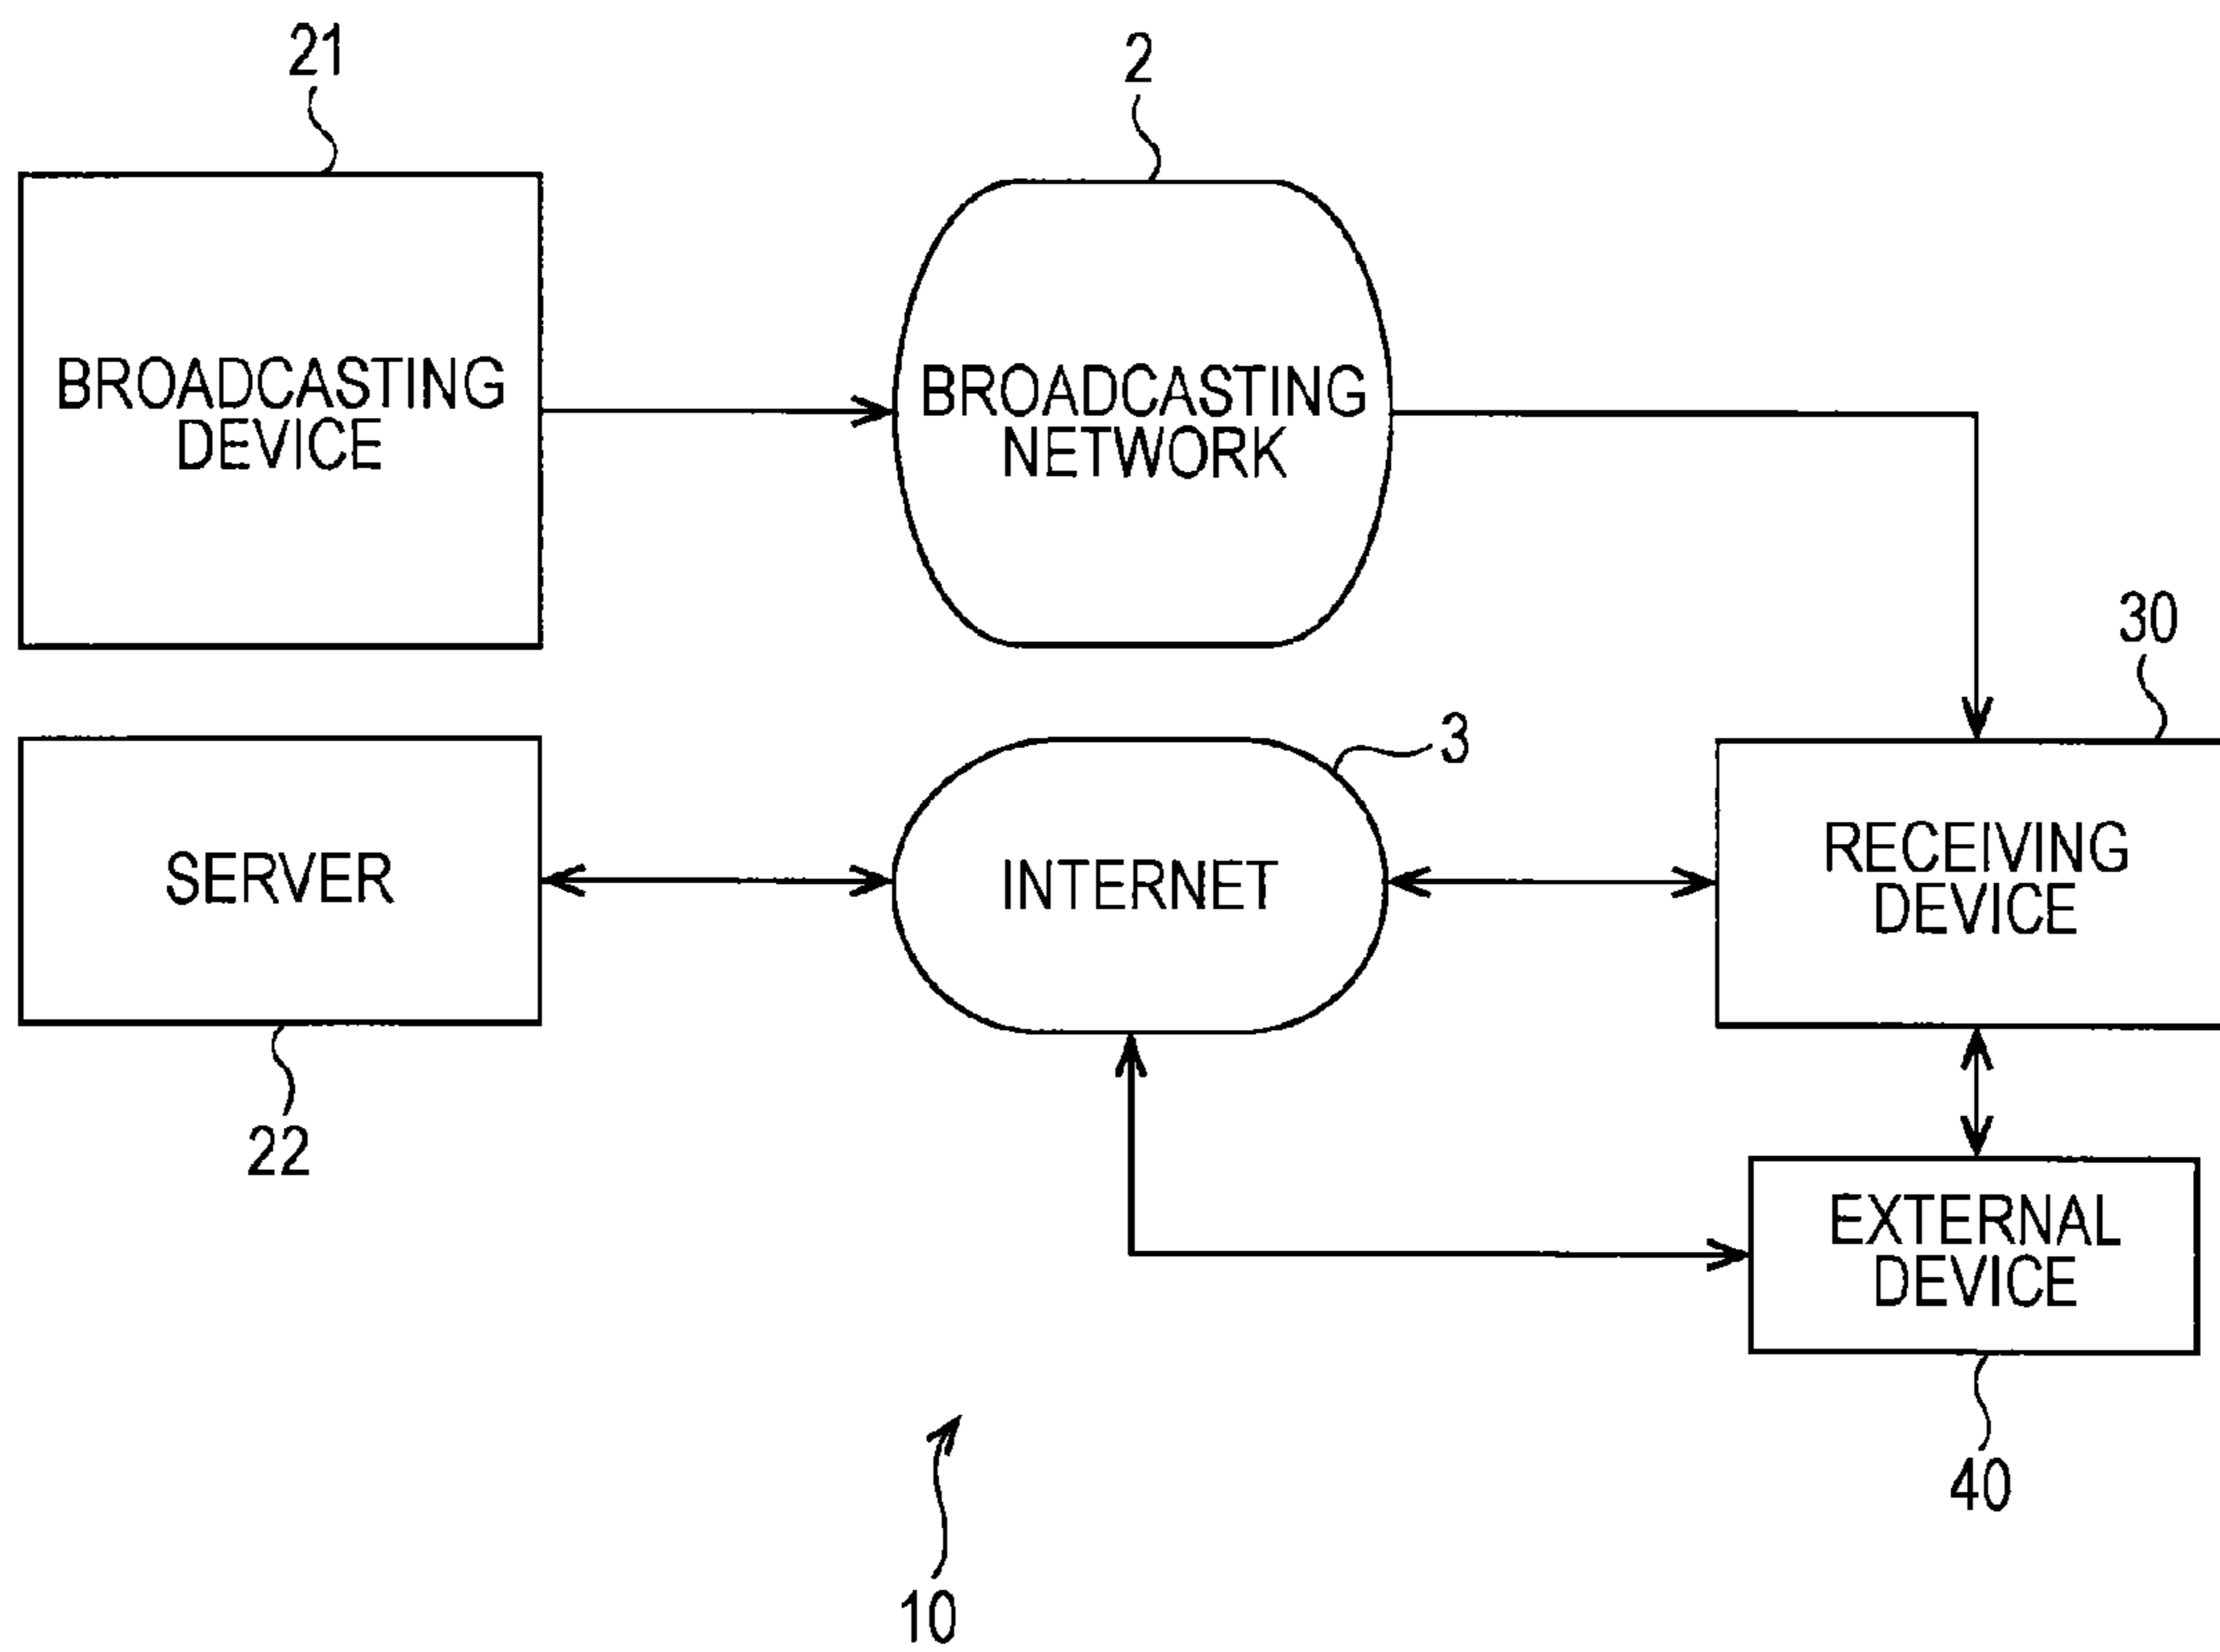 21
2
BROADCASTING
DEVICE
BROADCASTING
NETWORK
30
3
SERVER
INTERNET
RECEIVING
DEVICE
22
EXTERNAL
DEVICE
40
10